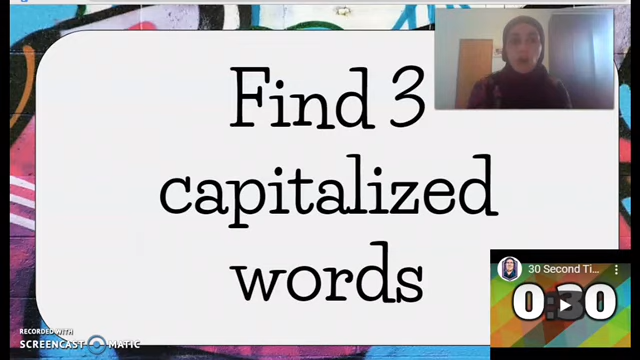 Find 3
capitalized
words
30 Second Ti...
0:30
RECORDED WITH
SCREENCAST MATIC